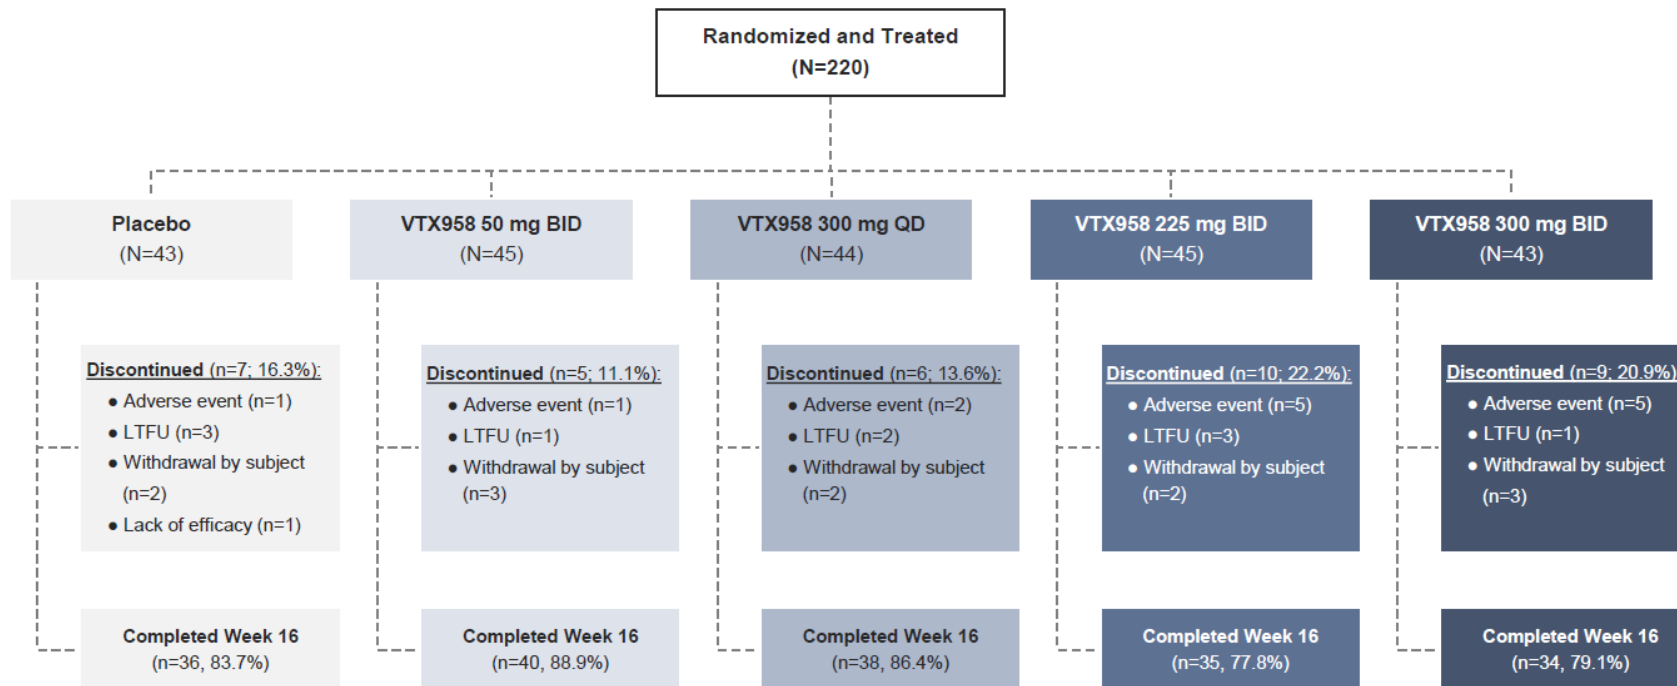 Randomized and Treated
(N=220)
Placebo
(N=43)
VTX958 50 mg BID
(N=45)
VTX958 300 mg QD
(N=44)
VTX958 225 mg BID
(N=45)
VTX958 300 mg BID
(N=43)
Discontinued (n=7; 16.3%):
● Adverse event (n=1)
● LTFU (n=3)
● Withdrawal by subject
(n=2)
● Lack of efficacy (n=1)
Discontinued (n=5; 11.1%):
● Adverse event (n=1)
● LTFU (n=1)
● Withdrawal by subject
(n=3)
Discontinued (n=6; 13.6%):
● Adverse event (n=2)
● LTFU (n=2)
● Withdrawal by subject
(n=2)
Discontinued (n=10; 22.2%):
● Adverse event (n=5)
● LTFU (n=3)
● Withdrawal by subject
(n=2)
Discontinued (n=9; 20.9%)
● Adverse event (n=5)
● LTFU (n=1)
● Withdrawal by subject
(n=3)
Completed Week 16
(n=36, 83.7%)
Completed Week 16
(n=40, 88.9%)
Completed Week 16
(n=38, 86.4%)
Completed Week 16
(n=35, 77.8%)
Completed Week 16
(n=34, 79.1%)